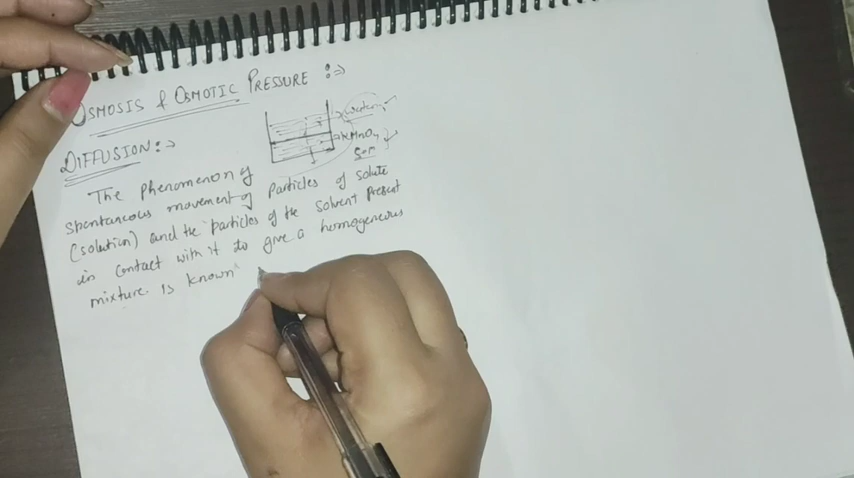 OSMOSIS & OSMOTIC PRESSURE :->
water
KMnO4
Soln
DIFFUSION :->
The Phenomenon of
spontaneous movement of Particles of solute
(solution) and the particles of the solvent present
in contact with it to give a homogeneous
mixture. is known